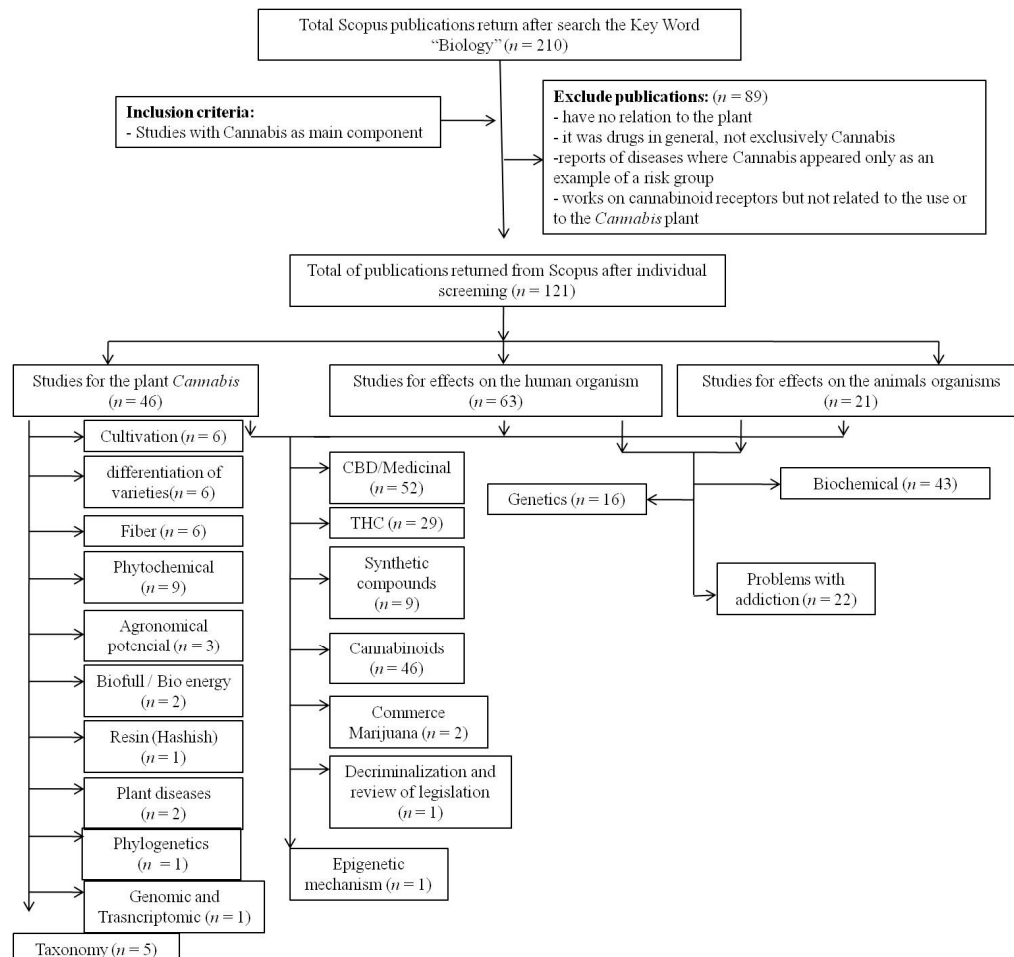 Total Scopus publications return after search the Key Word
“Biology” (n = 210)
Inclusion criteria:
- Studies with Cannabis as main component
Exclude publications: (n = 89)
- have no relation to the plant
- it was drugs in general, not exclusively Cannabis
-reports of diseases where Cannabis appeared only as an
example of a risk group
- works on cannabinoid receptors but not related to the use or
to the Cannabis plant
Total of publications returned from Scopus after individual
screening (n = 121)
Studies for the plant Cannabis
(n = 46)
Studies for effects on the human organism
(n = 63)
Studies for effects on the animals organisms
(n = 21)
Cultivation (n = 6)
differentiation of
varieties(n = 6)
Fiber (n = 6)
Phytochemical
(n = 9)
Agronomical
potencial (n = 3)
Biofull / Bio energy
(n = 2)
Resin (Hashish)
(n = 1)
Plant diseases
(n = 2)
Phylogenetics
(n = 1)
Genomic and
Trasncriptomic (n = 1)
Taxonomy (n = 5)
CBD/Medicinal
(n = 52)
THC (n = 29)
Synthetic
compounds
(n = 9)
Cannabinoids
(n = 46)
Commerce
Marijuana (n = 2)
Decriminalization and
review of legislation
(n = 1)
Epigenetic
mechanism (n = 1)
Genetics (n = 16)
Biochemical (n = 43)
Problems with
addiction (n = 22)